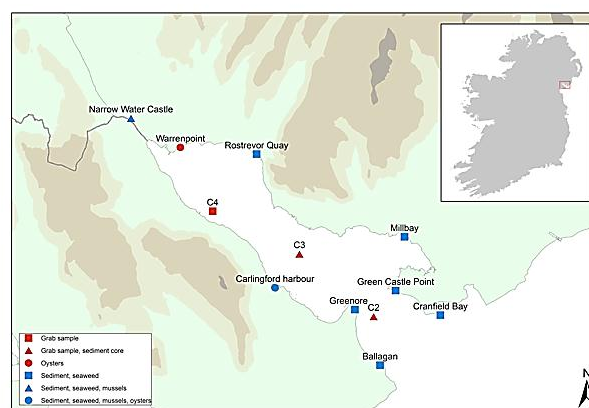 Narrow Water Castle
Warrenpoint
Rostrevor Quay
C4
Millbay
C3
Carlingford harbour
Green Castle Point
Greenore
C2
Cranfield Bay
Ballagan
Grab sample
Grab sample, sediment core
Oysters
Sediment, seaweed
Sediment, seaweed, mussels
Sediment, seaweed, mussels, oysters
N